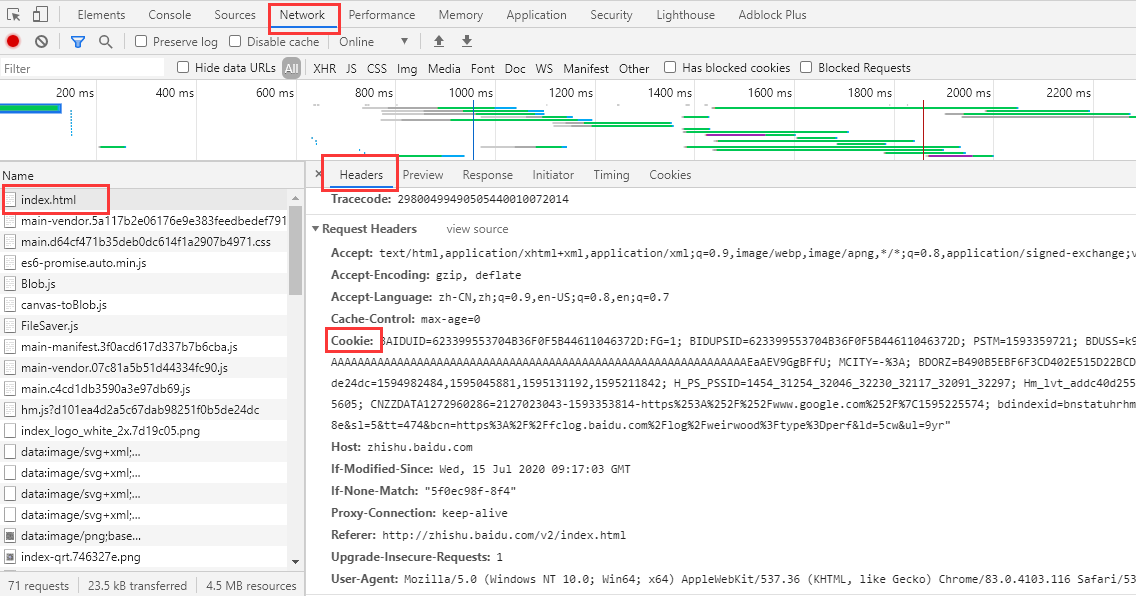 Elements Console Sources Network Performance Memory Application Security Lighthouse Adblock Plus
Preserve log Disable cache Online
Filter Hide data URLs All XHR JS CSS Img Media Font Doc WS Manifest Other Has blocked cookies Blocked Requests
200 ms 400 ms 600 ms 800 ms 1000 ms 1200 ms 1400 ms 1600 ms 1800 ms 2000 ms 2200 ms
Name
index.html
main-vendor.5a117b2e06176e9e383feedbedef791
main.d64cf471b35deb0dc614f1a2907b4971.css
es6-promise.auto.min.js
Blob.js
canvas-toBlob.js
FileSaver.js
main-manifest.3f0acd617d337b7b6cba.js
main-vendor.07c81a5b51d44334fc90.js
main.c4cd1db3590a3e97db69.js
hm.js?d101ea4d2a5c67dab98251f0b5de24dc
index_logo_white_2x.7d19c05.png
data:image/svg+xml;...
data:image/svg+xml;...
data:image/svg+xml;...
data:image/svg+xml;...
data:image/png;base...
index-qrt.746327e.png
71 requests 23.5 kB transferred 4.5 MB resources
× Headers Preview Response Initiator Timing Cookies
Tracecode: 29800499490505440010072014
Request Headers view source
Accept: text/html,application/xhtml+xml,application/xml;q=0.9,image/webp,image/apng,*/*;q=0.8,application/signed-exchange;v
Accept-Encoding: gzip, deflate
Accept-Language: zh-CN,zh;q=0.9,en-US;q=0.8,en;q=0.7
Cache-Control: max-age=0
Cookie: BAIDUID=623399553704B36F0F5B44611046372D:FG=1; BIDUPSID=623399553704B36F0F5B44611046372D; PSTM=1593359721; BDUSS=k9
AAAAAAAAAAAAAAAAAAAAAAAAAAAAAAAAAAAAAAAAAAAAAAAAAAAAAAAAAAAAAAAAAAAAAAEaAEV9GgBFfU; MCITY=-%3A; BDORZ=B490B5EBF6F3CD402E515D22BCD
de24dc=1594982484,1595045881,1595131192,1595211842; H_PS_PSSID=1454_31254_32046_32230_32117_32091_32297; Hm_lvt_addc40d255
5605; CNZZDATA1272960286=2127023043-1593353814-https%253A%252F%252Fwww.google.com%252F%7C1595225574; bdindexid=bnstatuhrhm
8e&sl=5&tt=474&bcn=https%3A%2F%2Ffclog.baidu.com%2Flog%2Fweirwood%3Ftype%3Dperf&ld=5cw&ul=9yr"
Host: zhishu.baidu.com
If-Modified-Since: Wed, 15 Jul 2020 09:17:03 GMT
If-None-Match: "5f0ec98f-8f4"
Proxy-Connection: keep-alive
Referer: http://zhishu.baidu.com/v2/index.html
Upgrade-Insecure-Requests: 1
User-Agent: Mozilla/5.0 (Windows NT 10.0; Win64; x64) AppleWebKit/537.36 (KHTML, like Gecko) Chrome/83.0.4103.116 Safari/53